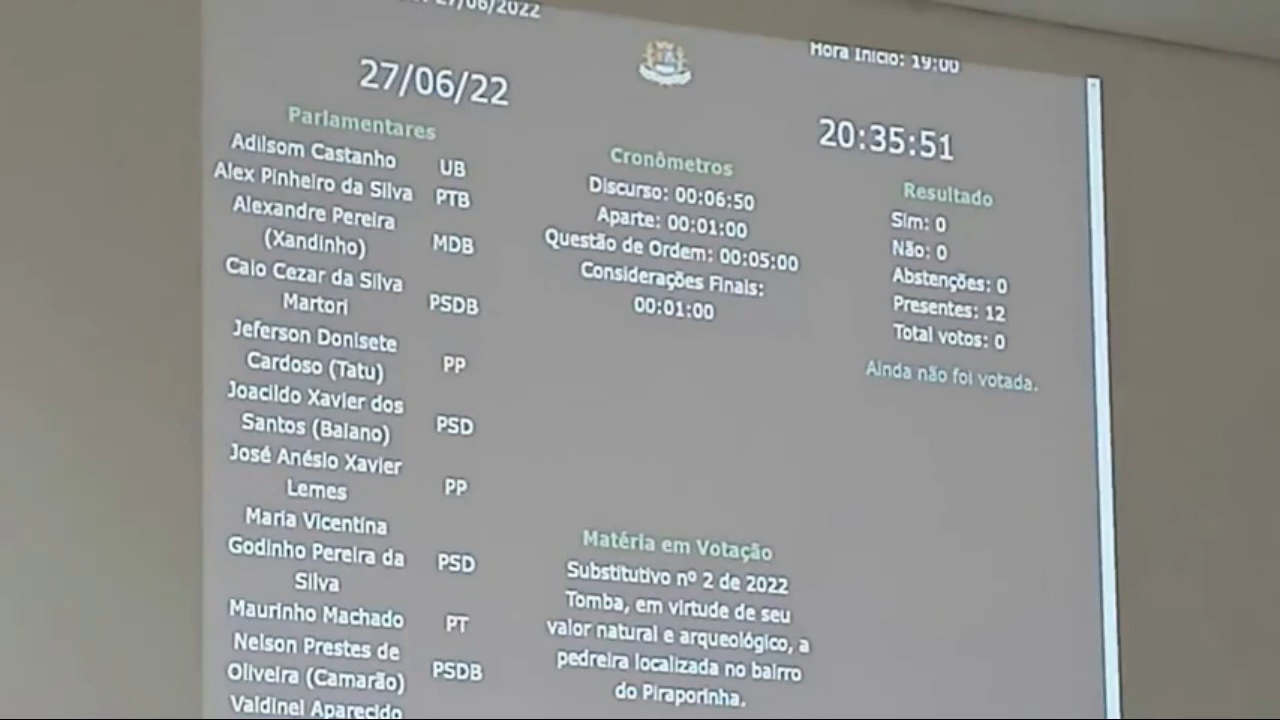 27/06/2022
Hora Início: 19:00
27/06/22
20:35:51
Parlamentares
Adilsom Castanho UB
Alex Pinheiro da Silva PTB
Alexandre Pereira
(Xandinho) MDB
Caio Cezar da Silva
Martori PSDB
Jeferson Donisete
Cardoso (Tatu) PP
Joacildo Xavier dos
Santos (Baiano) PSD
José Anésio Xavier
Lemes PP
Maria Vicentina
Godinho Pereira da PSD
Silva
Maurinho Machado PT
Nelson Prestes de
Oliveira (Camarão) PSDB
Valdinei Aparecido
Cronômetros
Discurso: 00:06:50
Aparte: 00:01:00
Questão de Ordem: 00:05:00
Considerações Finais:
00:01:00
Resultado
Sim: 0
Não: 0
Abstenções: 0
Presentes: 12
Total votos: 0
Ainda não foi votada.
Matéria em Votação
Substitutivo nº 2 de 2022
Tomba, em virtude de seu
valor natural e arqueológico, a
pedreira localizada no bairro
do Piraporinha.